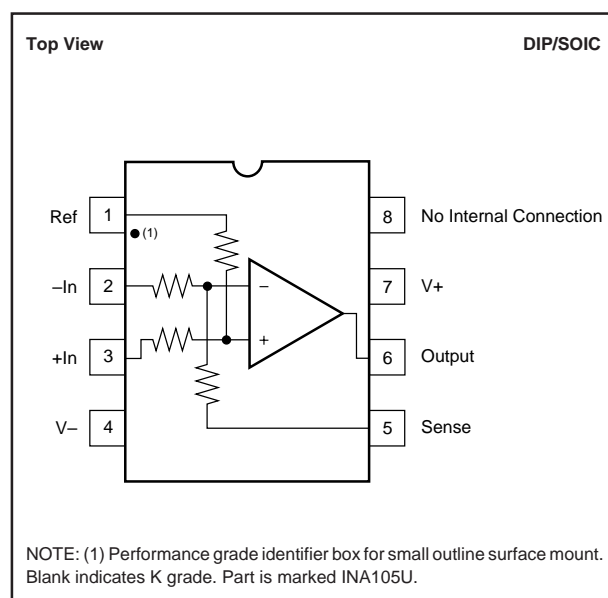 Top View
DIP/SOIC
Ref 1
(1)
8 No Internal Connection
–In 2
–
7 V+
+In 3
+
6 Output
V– 4
5 Sense
NOTE: (1) Performance grade identifier box for small outline surface mount.
Blank indicates K grade. Part is marked INA105U.